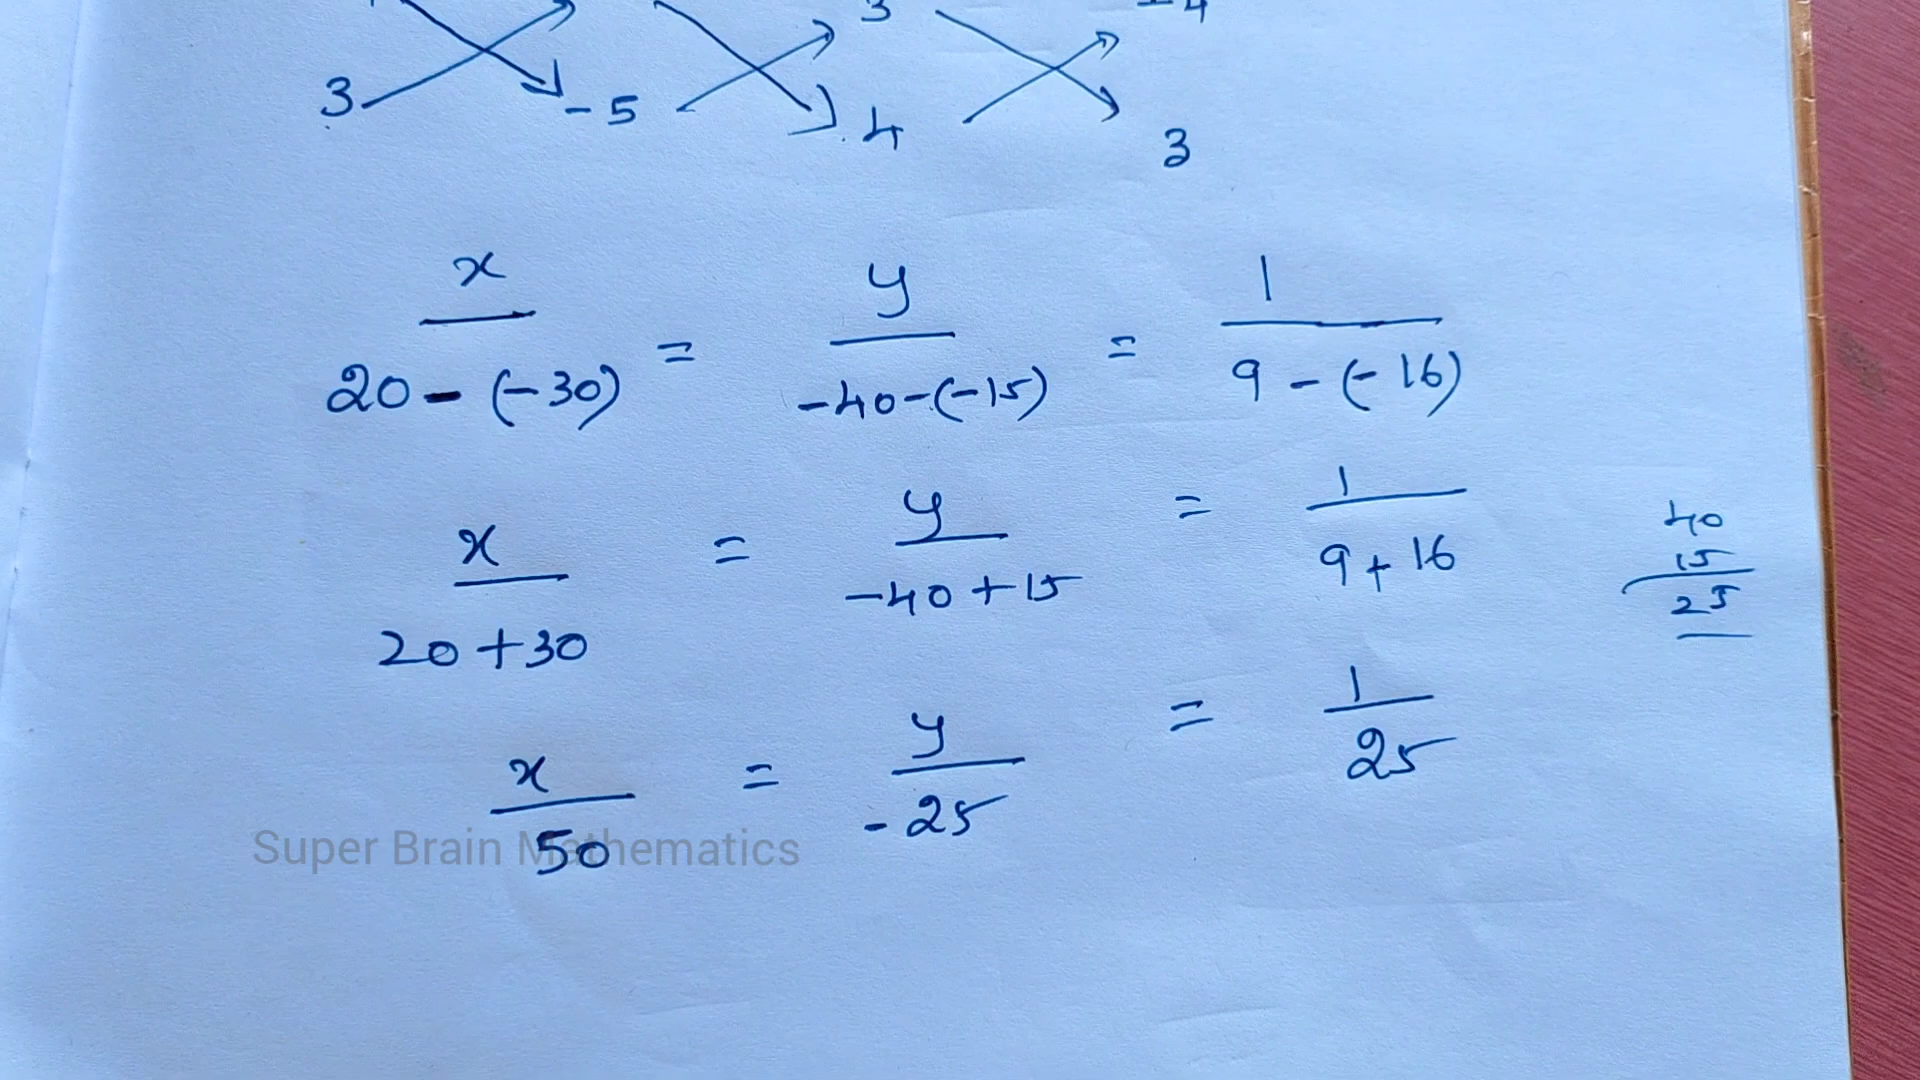 3 -4
3 -5 4 3
x/20-(-30) = y/-40-(-15) = 1/9-(-16)
x/20+30 = y/-40+15 = 1/9+16
40
15
25
x/50 = y/-25 = 1/25
Super Brain Mathematics